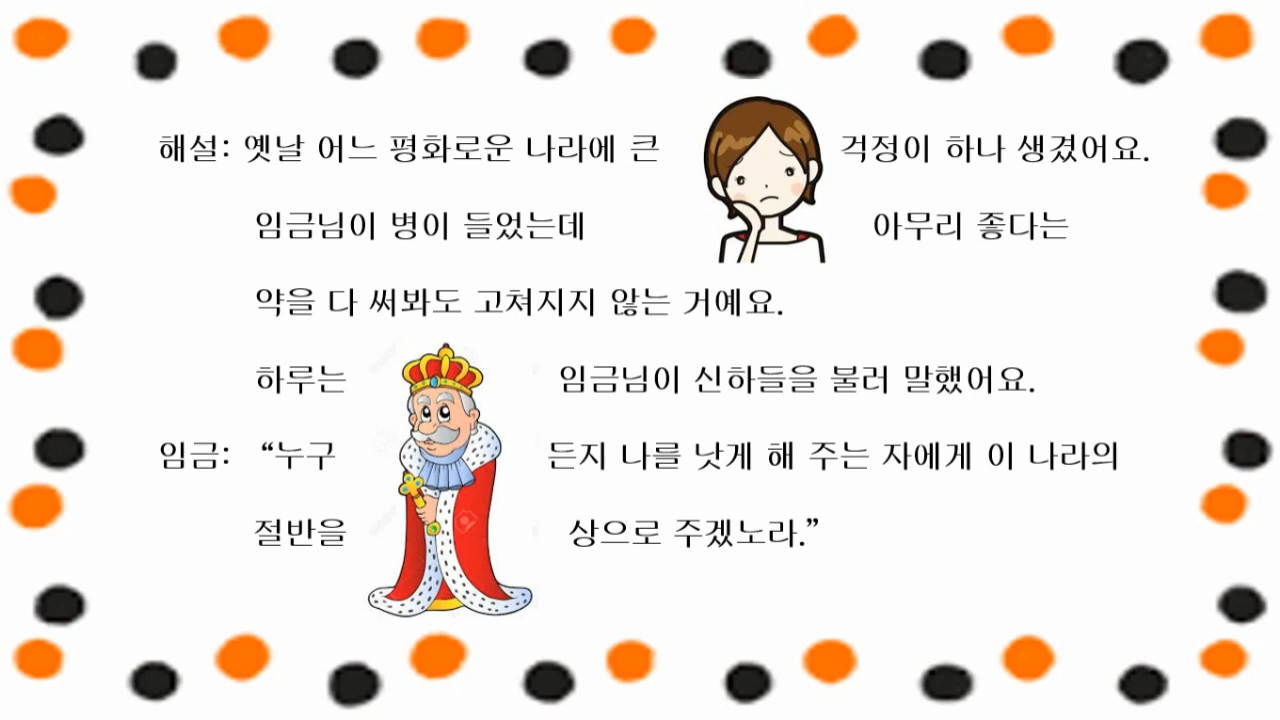 해설: 옛날 어느 평화로운 나라에 큰 걱정이 하나 생겼어요.
임금님이 병이 들었는데 아무리 좋다는
약을 다 써봐도 고쳐지지 않는 거예요.
하루는 임금님이 신하들을 불러 말했어요.
임금: “누구든지 나를 낫게 해 주는 자에게 이 나라의
절반을 상으로 주겠노라.”